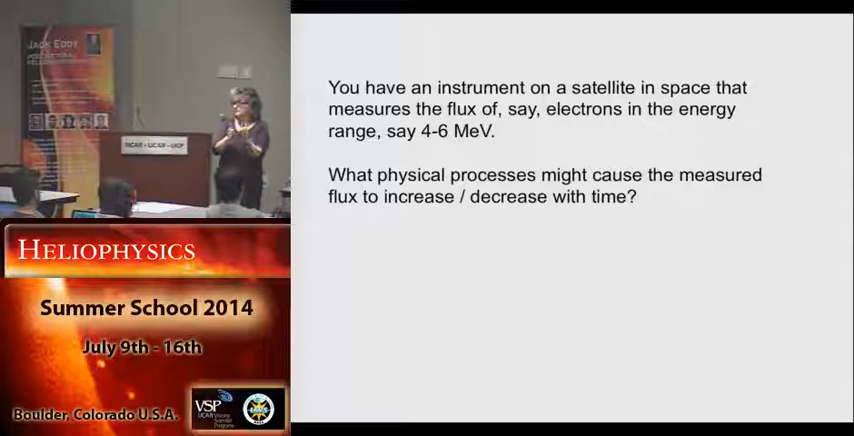 JACK EDDY
NCAR • UCAR • UCP
You have an instrument on a satellite in space that
measures the flux of, say, electrons in the energy
range, say 4-6 MeV.
What physical processes might cause the measured
flux to increase / decrease with time?
HELIOPHYSICS
Summer School 2014
July 9th - 16th
Boulder, Colorado U.S.A.
VSP
UCAR Visiting
Scientist
Programs